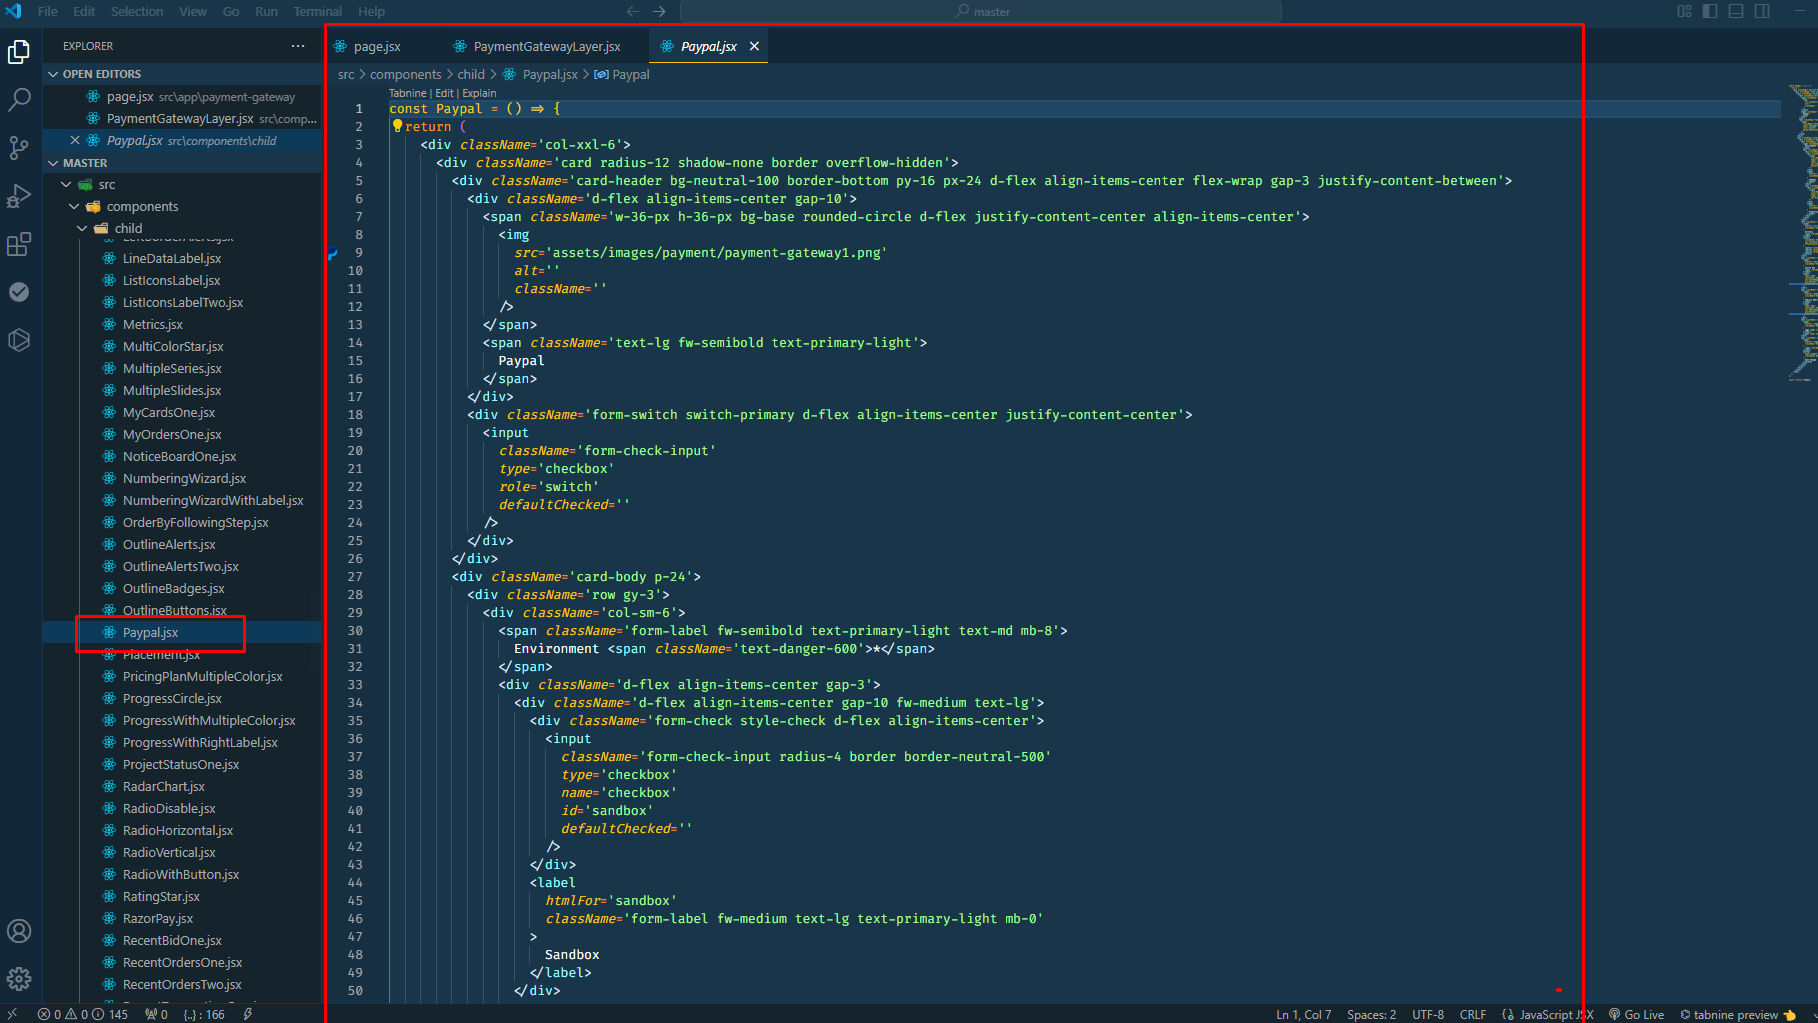 File Edit Selection View Go Run Terminal Help
master
EXPLORER
OPEN EDITORS
page.jsx src\app\payment-gateway
PaymentGatewayLayer.jsx src\comp...
Paypal.jsx src\components\child
MASTER
src
components
child
LineDataLabel.jsx
ListIconsLabel.jsx
ListIconsLabelTwo.jsx
Metrics.jsx
MultiColorStar.jsx
MultipleSeries.jsx
MultipleSlides.jsx
MyCardsOne.jsx
MyOrdersOne.jsx
NoticeBoardOne.jsx
NumberingWizard.jsx
NumberingWizardWithLabel.jsx
OrderByFollowingStep.jsx
OutlineAlerts.jsx
OutlineAlertsTwo.jsx
OutlineBadges.jsx
OutlineButtons.jsx
Paypal.jsx
Placement.jsx
PricingPlanMultipleColor.jsx
ProgressCircle.jsx
ProgressWithMultipleColor.jsx
ProgressWithRightLabel.jsx
ProjectStatusOne.jsx
RadarChart.jsx
RadioDisable.jsx
RadioHorizontal.jsx
RadioVertical.jsx
RadioWithButton.jsx
RatingStar.jsx
RazorPay.jsx
RecentBidOne.jsx
RecentOrdersOne.jsx
RecentOrdersTwo.jsx
page.jsx PaymentGatewayLayer.jsx Paypal.jsx
src > components > child > Paypal.jsx > Paypal
Tabnine | Edit | Explain
1 const Paypal = () => {
2 return (
3 <div className='col-xxl-6'>
4 <div className='card radius-12 shadow-none border overflow-hidden'>
5 <div className='card-header bg-neutral-100 border-bottom py-16 px-24 d-flex align-items-center flex-wrap gap-3 justify-content-between'>
6 <div className='d-flex align-items-center gap-10'>
7 <span className='w-36-px h-36-px bg-base rounded-circle d-flex justify-content-center align-items-center'>
8 <img
9 src='assets/images/payment/payment-gateway1.png'
10 alt=''
11 className=''
12 />
13 </span>
14 <span className='text-lg fw-semibold text-primary-light'>
15 Paypal
16 </span>
17 </div>
18 <div className='form-switch switch-primary d-flex align-items-center justify-content-center'>
19 <input
20 className='form-check-input'
21 type='checkbox'
22 role='switch'
23 defaultChecked=''
24 />
25 </div>
26 </div>
27 <div className='card-body p-24'>
28 <div className='row gy-3'>
29 <div className='col-sm-6'>
30 <span className='form-label fw-semibold text-primary-light text-md mb-8'>
31 Environment <span className='text-danger-600'>*</span>
32 </span>
33 <div className='d-flex align-items-center gap-3'>
34 <div className='d-flex align-items-center gap-10 fw-medium text-lg'>
35 <div className='form-check style-check d-flex align-items-center'>
36 <input
37 className='form-check-input radius-4 border border-neutral-500'
38 type='checkbox'
39 name='checkbox'
40 id='sandbox'
41 defaultChecked=''
42 />
43 </div>
44 <label
45 htmlFor='sandbox'
46 className='form-label fw-medium text-lg text-primary-light mb-0'
47 >
48 Sandbox
49 </label>
50 </div>
0 0 145 0 {..} : 166
Ln 1, Col 7 Spaces: 2 UTF-8 CRLF JavaScript JSX Go Live tabnine preview